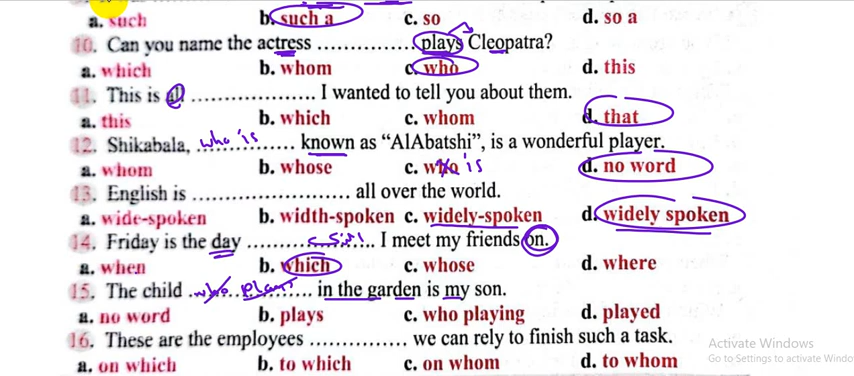 a. such b. such a c. so d. so a
10. Can you name the actress ................ plays Cleopatra?
a. which b. whom c. who d. this
11. This is all .................... I wanted to tell you about them.
a. this b. which c. whom d. that
12. Shikabala, who is ................ known as “AlAbatshi”, is a wonderful player.
a. whom b. whose c. who is d. no word
13. English is .......................... all over the world.
a. wide-spoken b. width-spoken c. widely-spoken d. widely spoken
14. Friday is the day ..................... I meet my friends on.
a. when b. which c. whose d. where
15. The child who plays .................... in the garden is my son.
a. no word b. plays c. who playing d. played
16. These are the employees ................ we can rely to finish such a task.
a. on which b. to which c. on whom d. to whom
Activate Windows
Go to Settings to activate Windo